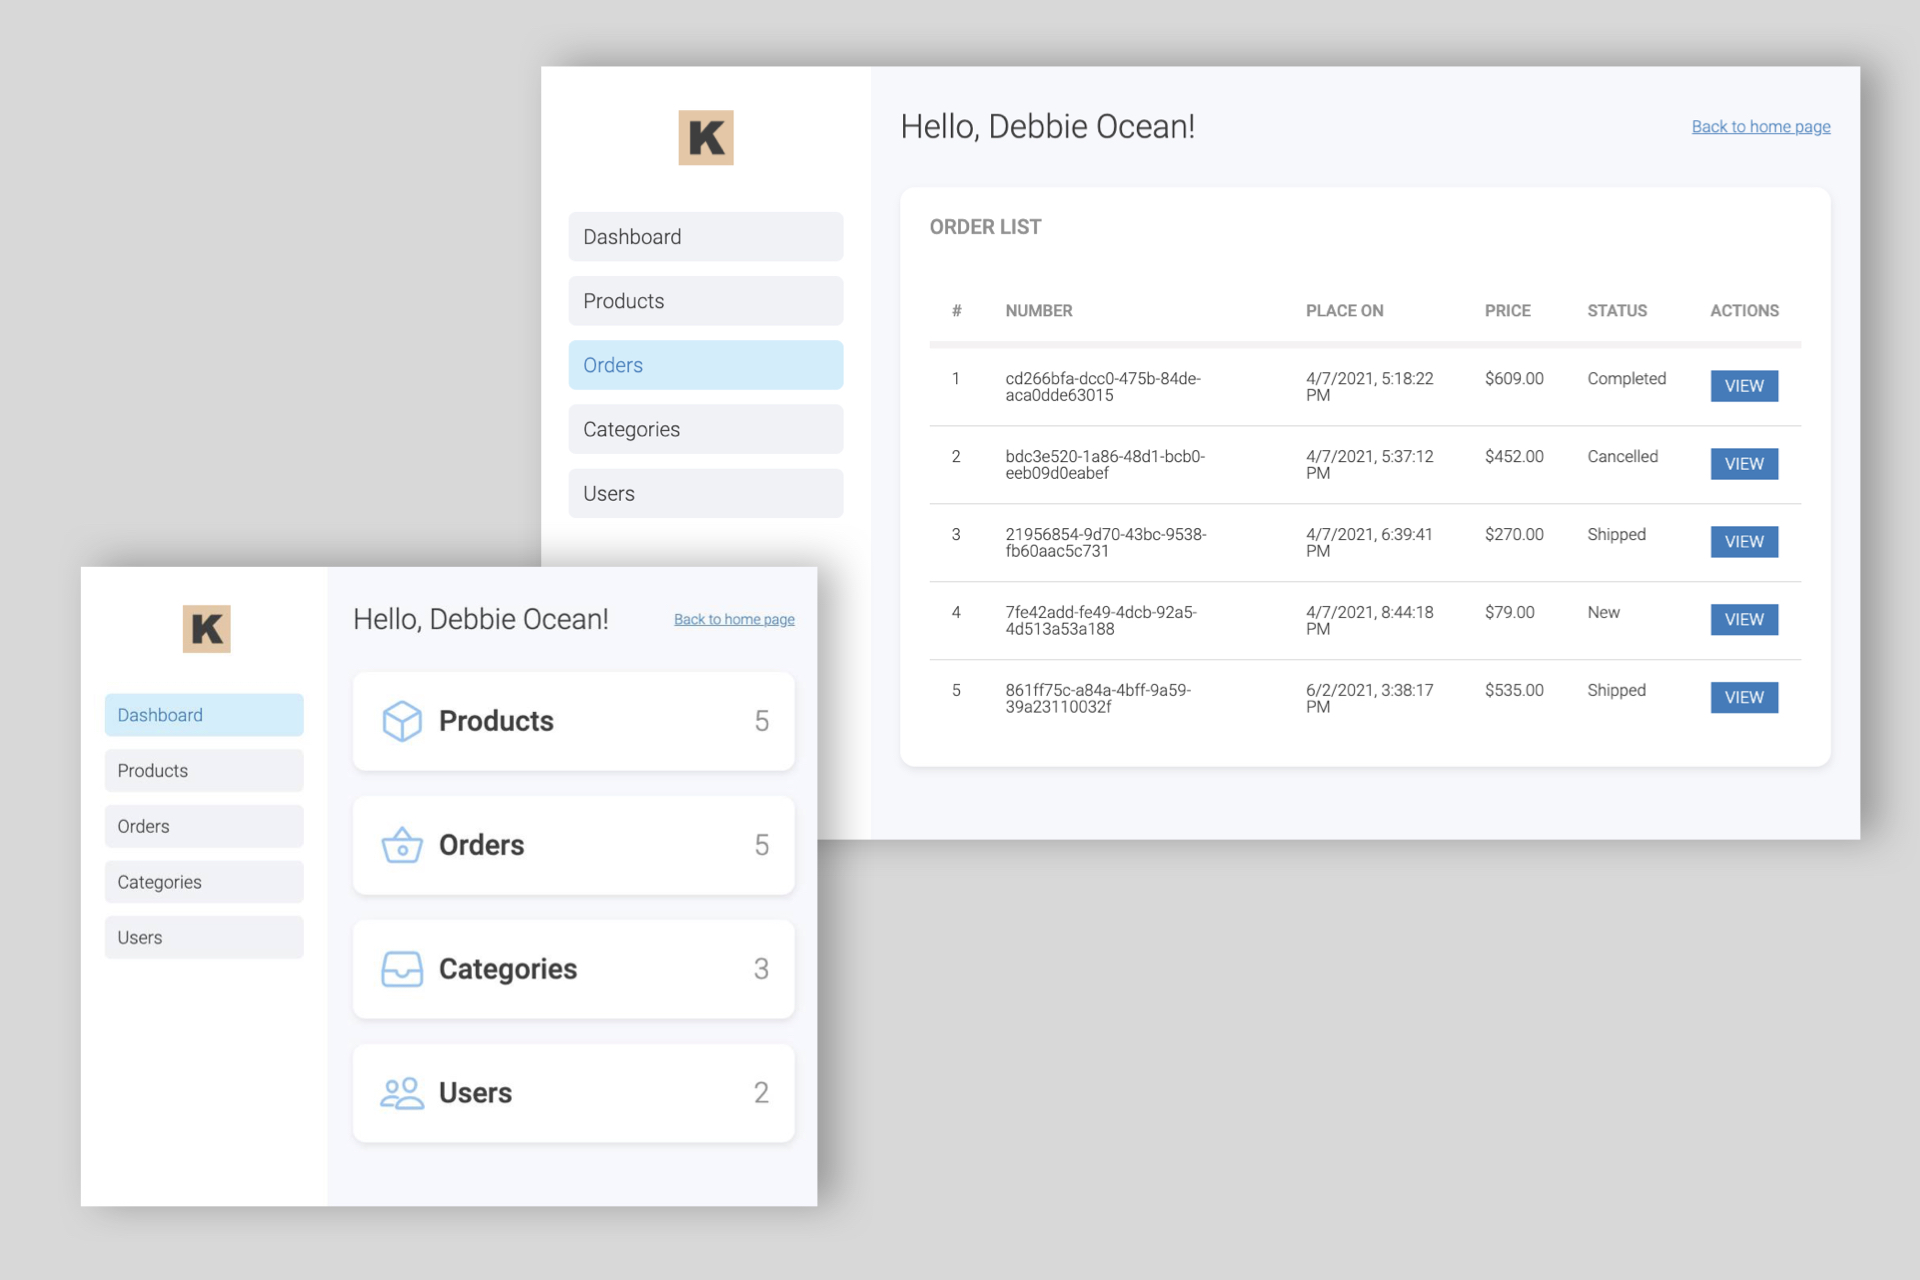 K
Hello, Debbie Ocean!
Back to home page
Dashboard
Products
Orders
Categories
Users
ORDER LIST
# NUMBER PLACE ON PRICE STATUS ACTIONS
1 cd266bfa-dcc0-475b-84de- 4/7/2021, 5:18:22 $609.00 Completed VIEW
aca0dde63015 PM
2 bdc3e520-1a86-48d1-bcb0- 4/7/2021, 5:37:12 $452.00 Cancelled VIEW
eeb09d0eabef PM
3 21956854-9d70-43bc-9538- 4/7/2021, 6:39:41 $270.00 Shipped VIEW
fb60aac5c731 PM
4 7fe42add-fe49-4dcb-92a5- 4/7/2021, 8:44:18 $79.00 New VIEW
4d513a53a188 PM
5 861ff75c-a84a-4bff-9a59- 6/2/2021, 3:38:17 $535.00 Shipped VIEW
39a23110032f PM
K
Hello, Debbie Ocean!
Back to home page
Dashboard
Products
Orders
Categories
Users
Products 5
Orders 5
Categories 3
Users 2